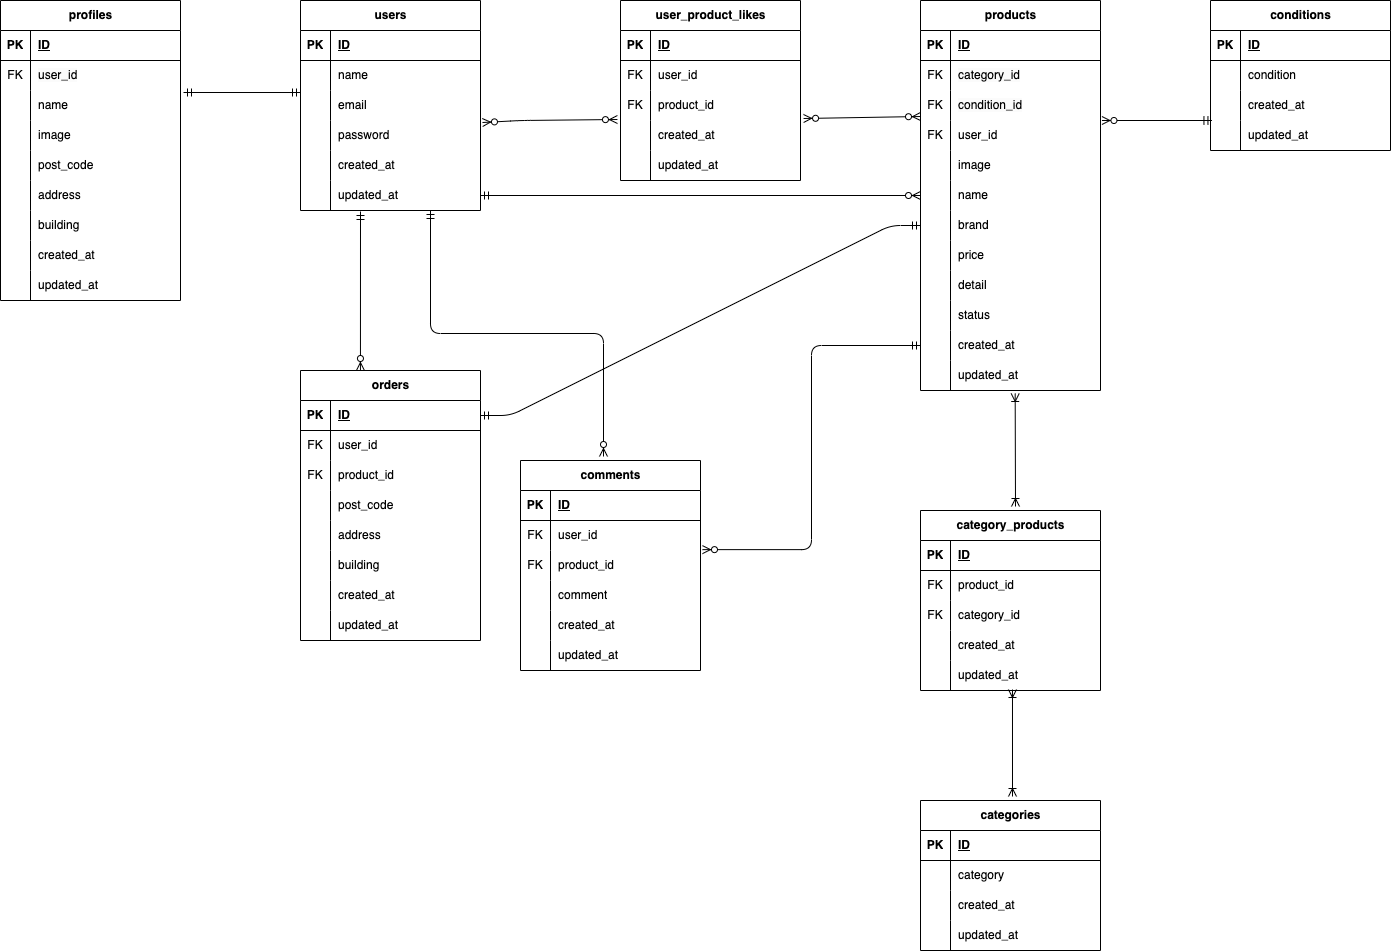 profiles
PK ID
FK user_id
name
image
post_code
address
building
created_at
updated_at
users
PK ID
name
email
password
created_at
updated_at
user_product_likes
PK ID
FK user_id
FK product_id
created_at
updated_at
products
PK ID
FK category_id
FK condition_id
FK user_id
image
name
brand
price
detail
status
created_at
updated_at
conditions
PK ID
condition
created_at
updated_at
orders
PK ID
FK user_id
FK product_id
post_code
address
building
created_at
updated_at
comments
PK ID
FK user_id
FK product_id
comment
created_at
updated_at
category_products
PK ID
FK product_id
FK category_id
created_at
updated_at
categories
PK ID
category
created_at
updated_at